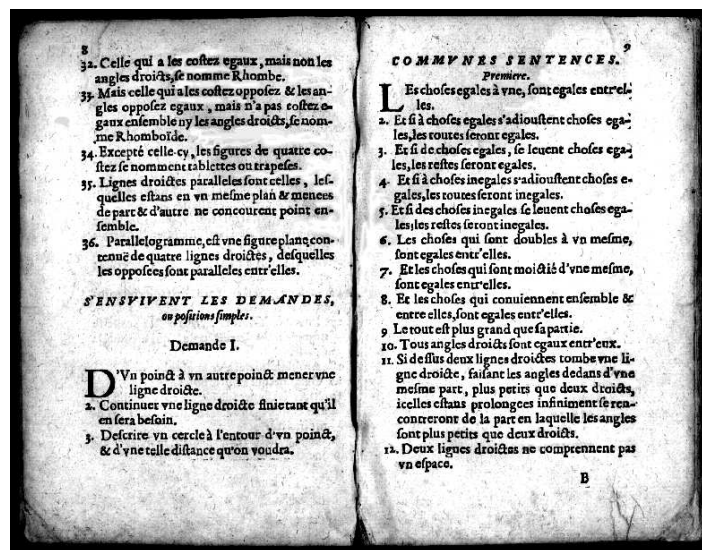 8
32. Celle qui a les coſtez egaux, mais non les
angles droicts, ſe nomme Rhombe.
33. Mais celle qui a les coſtez oppoſez & les an-
gles oppoſez egaux, mais n'a pas coſtez e-
gaux enſemble ny les angles droicts, ſe nom-
me Rhomboïde.
34. Excepté celle-cy, les figures de quatre co-
ſtez ſe nomment tablettes ou trapeſes.
35. Lignes droictes paralleles ſont celles, leſ-
quelles eſtans en vn meſme plan & menees
de part & d'autre ne concourent point en-
ſemble.
36. Parallelogramme, eſt vne figure plane, con-
tenuë de quatre lignes droictes, deſquelles
les oppoſees ſont paralleles entr'elles.
S'ENSVIVENT LES DEMANDES,
ou poſitions ſimples.
Demande I.
D'Vn poinct à vn autre poinct mener vne
ligne droicte.
2. Continuer vne ligne droicte finie tant qu'il
en ſera beſoin.
3. Deſcrire vn cercle à l'entour d'vn poinct,
& d'vne telle diſtance qu'on voudra.
9
COMMVNES SENTENCES.
Premiere.
LEs choſes egales à vne, ſont egales entr'el-
les.
2. Et ſi à choſes egales s'adiouſtent choſes ega-
les, les toutes ſeront egales.
3. Et ſi de choſes egales, ſe leuent choſes ega-
les, les reſtes ſeront egales.
4. Et ſi à choſes inegales s'adiouſtent choſes e-
gales, les toutes ſeront inegales.
5. Et ſi des choſes inegales ſe leuent choſes ega-
les, les reſtes ſeront inegales.
6. Les choſes qui ſont doubles à vn meſme,
ſont egales entr'elles.
7. Et les choſes qui ſont moictié d'vne meſme,
ſont egales entr'elles.
8. Et les choſes qui conuiennent enſemble &
entre elles, ſont egales entr'elles.
9 Le tout eſt plus grand que ſa partie.
10. Tous angles droicts ſont egaux entr'eux.
11. Si deſſus deux lignes droictes tombe vne li-
gne droicte, faiſant les angles dedans d'vne
meſme part, plus petits que deux droicts,
icelles eſtans prolongees infiniment ſe ren-
contreront de la part en laquelle les angles
ſont plus petits que deux droicts.
12. Deux lignes droictes ne comprennent pas
vn eſpace.
B